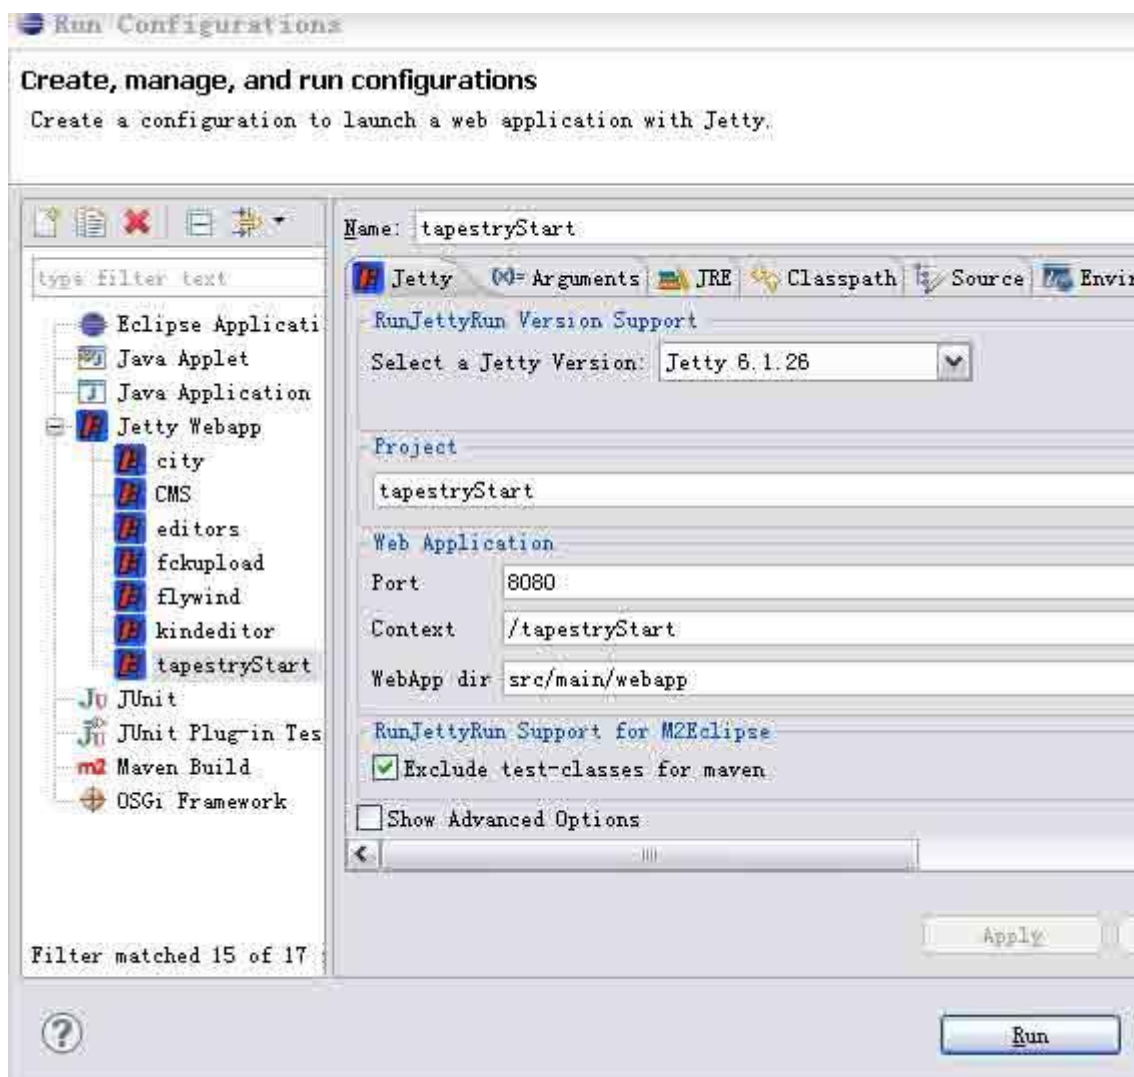 Run Configurations
Create, manage, and run configurations
Create a configuration to launch a web application with Jetty.
type filter text
Eclipse Applicati
Java Applet
Java Application
Jetty Webapp
city
CMS
editors
fckupload
flywind
kindeditor
tapestryStart
JUnit
JUnit Plug-in Tes
m2 Maven Build
OSGi Framework
Filter matched 15 of 17
Name: tapestryStart
Jetty (x)= Arguments JRE Classpath Source Envir
RunJettyRun Version Support
Select a Jetty Version: Jetty 6.1.26
Project
tapestryStart
Web Application
Port 8080
Context /tapestryStart
WebApp dir src/main/webapp
RunJettyRun Support for M2Eclipse
Exclude test-classes for maven
Show Advanced Options
Apply
Run